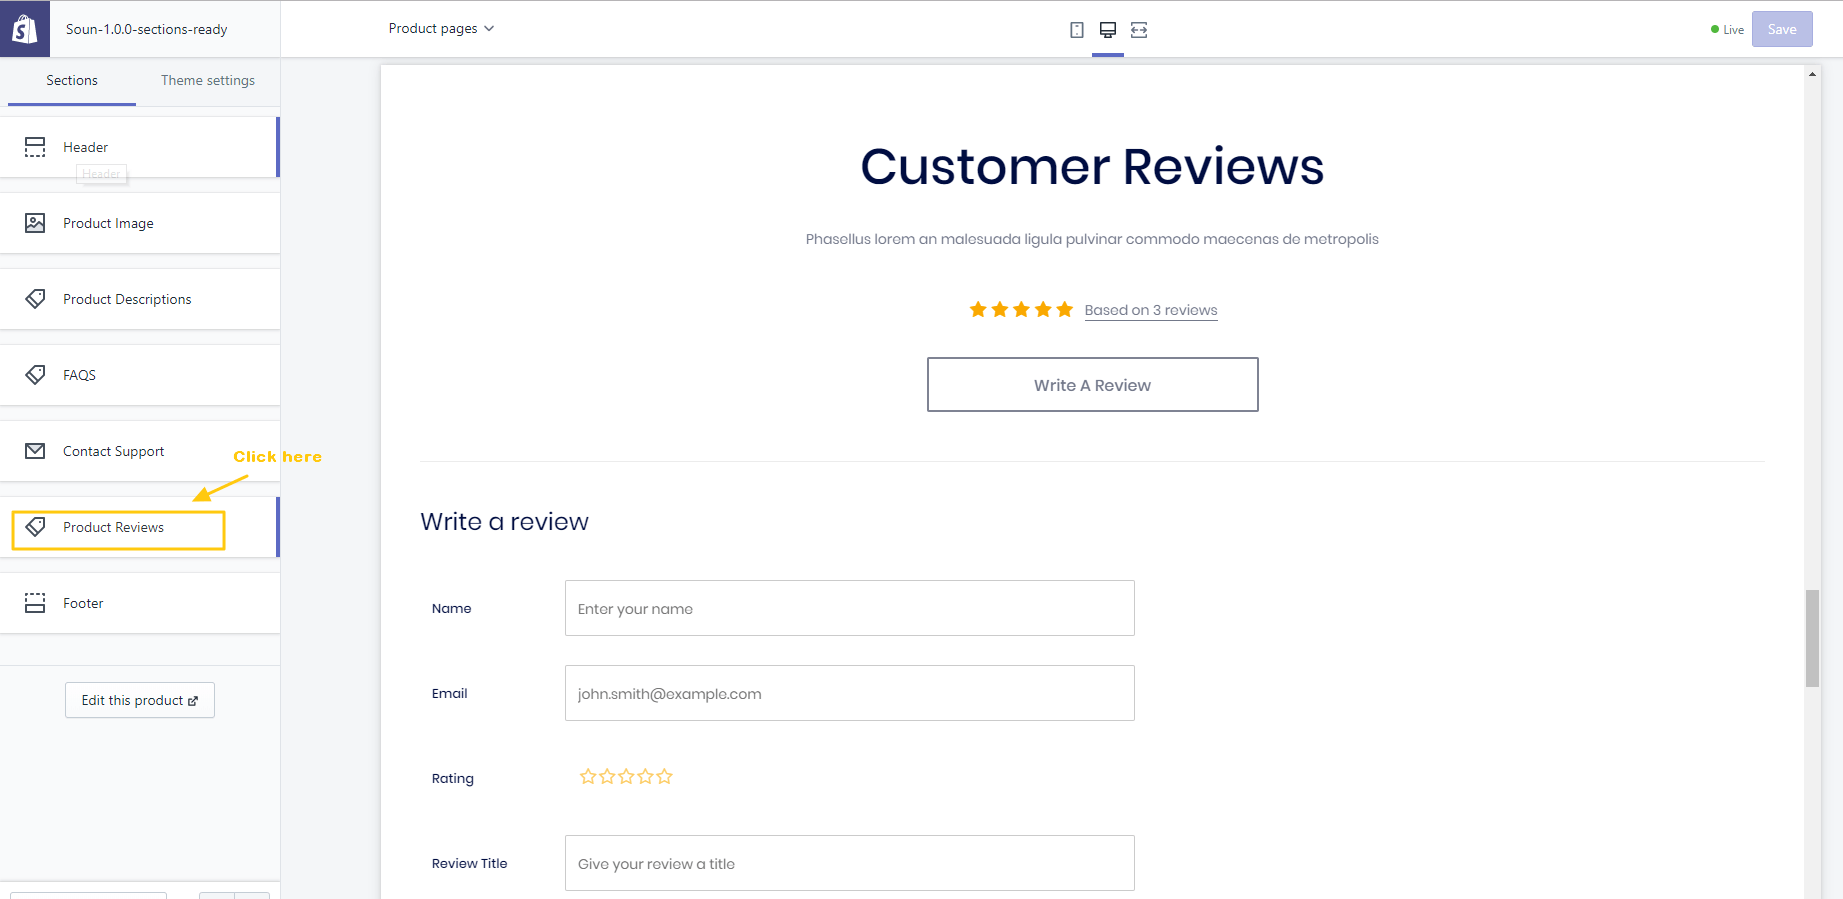 Soun-1.0.0-sections-ready
Product pages
Live
Save
Sections
Theme settings
Header
Header
Product Image
Product Descriptions
FAQS
Contact Support
Click here
Product Reviews
Footer
Edit this product
Customer Reviews
Phasellus lorem an malesuada ligula pulvinar commodo maecenas de metropolis
Based on 3 reviews
Write A Review
Write a review
Name
Enter your name
Email
john.smith@example.com
Rating
Review Title
Give your review a title